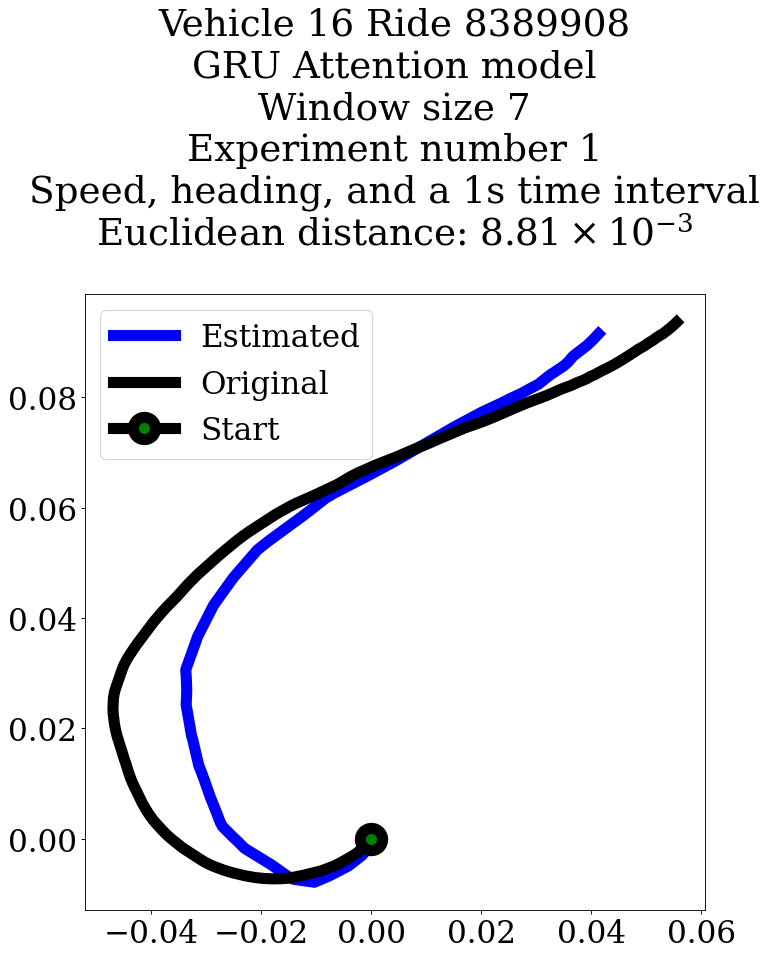 Vehicle 16 Ride 8389908
GRU Attention model
Window size 7
Experiment number 1
Speed, heading, and a 1s time interval
Euclidean distance: 8.81 × 10⁻³
Estimated
Original
Start
0.08
0.06
0.04
0.02
0.00
−0.04 −0.02 0.00 0.02 0.04 0.06